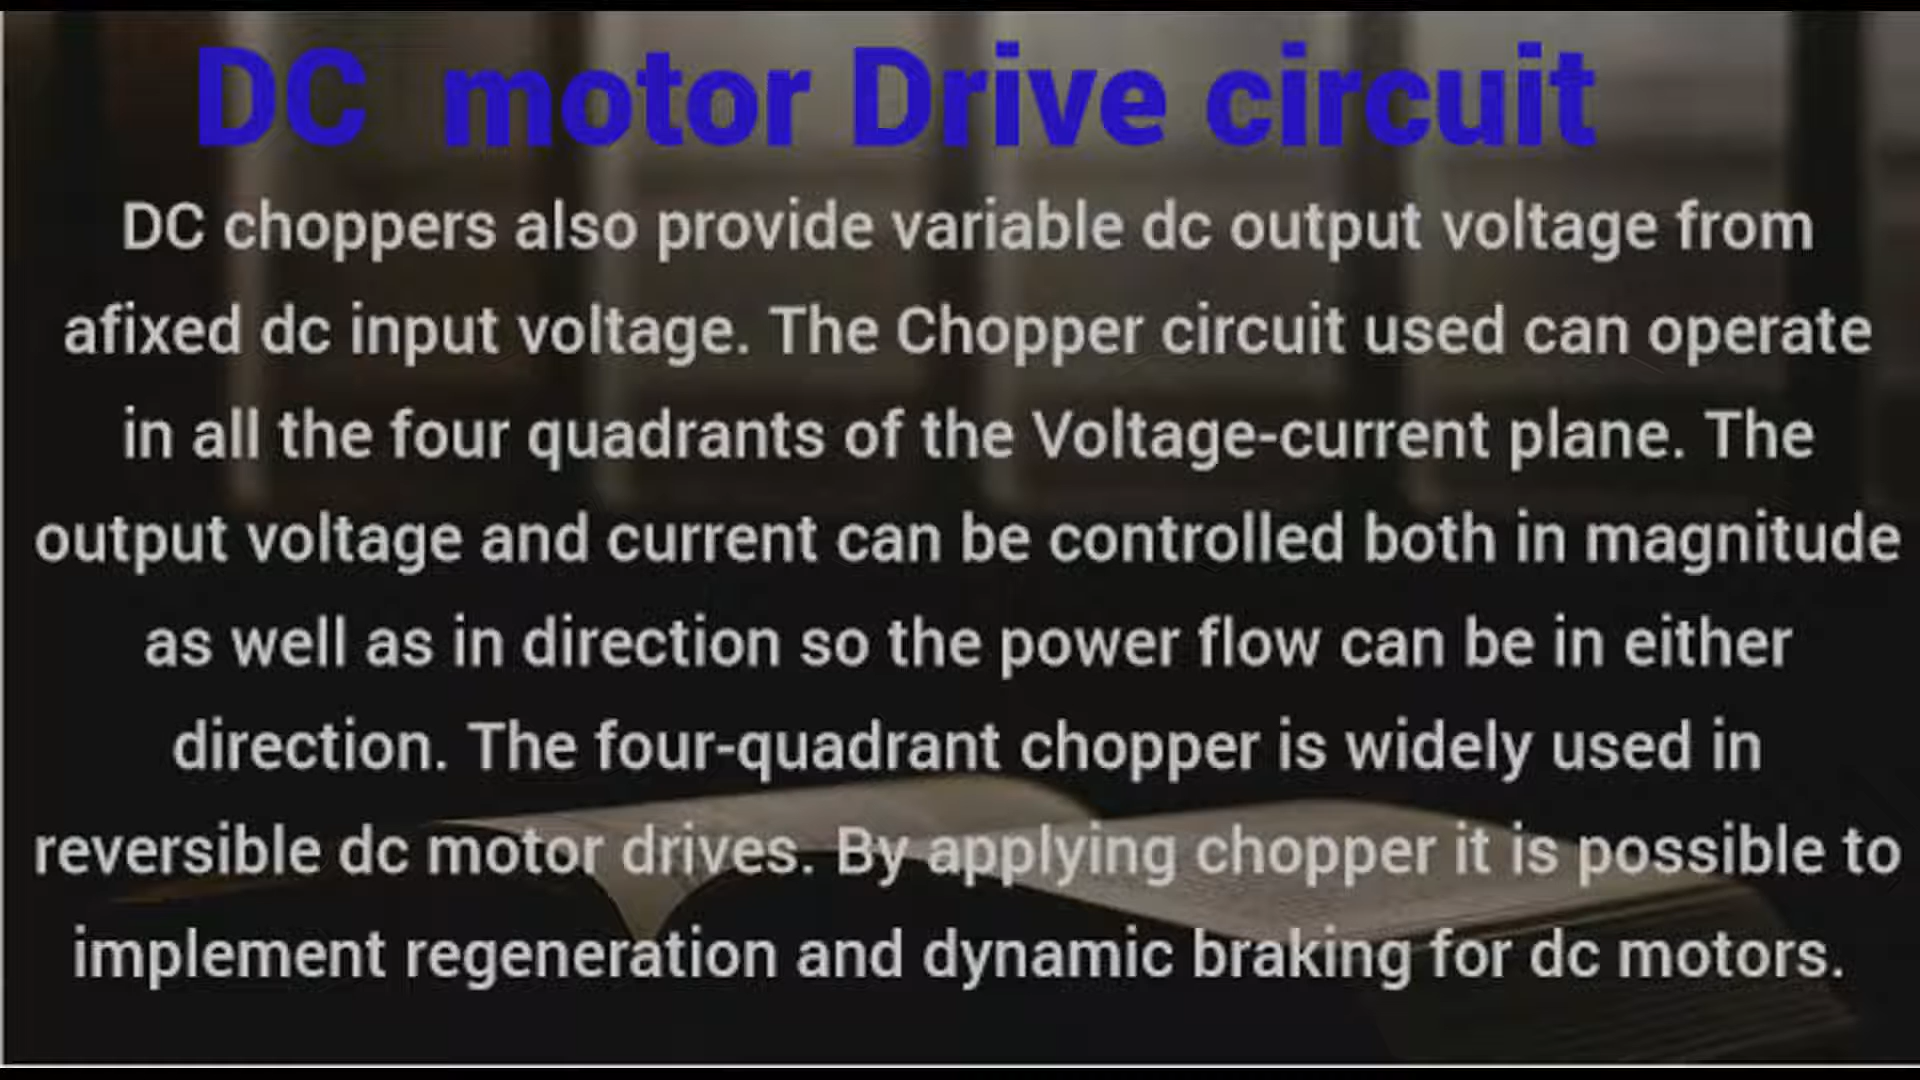 DC motor Drive circuit
DC choppers also provide variable dc output voltage from
afixed dc input voltage. The Chopper circuit used can operate
in all the four quadrants of the Voltage-current plane. The
output voltage and current can be controlled both in magnitude
as well as in direction so the power flow can be in either
direction. The four-quadrant chopper is widely used in
reversible dc motor drives. By applying chopper it is possible to
implement regeneration and dynamic braking for dc motors.